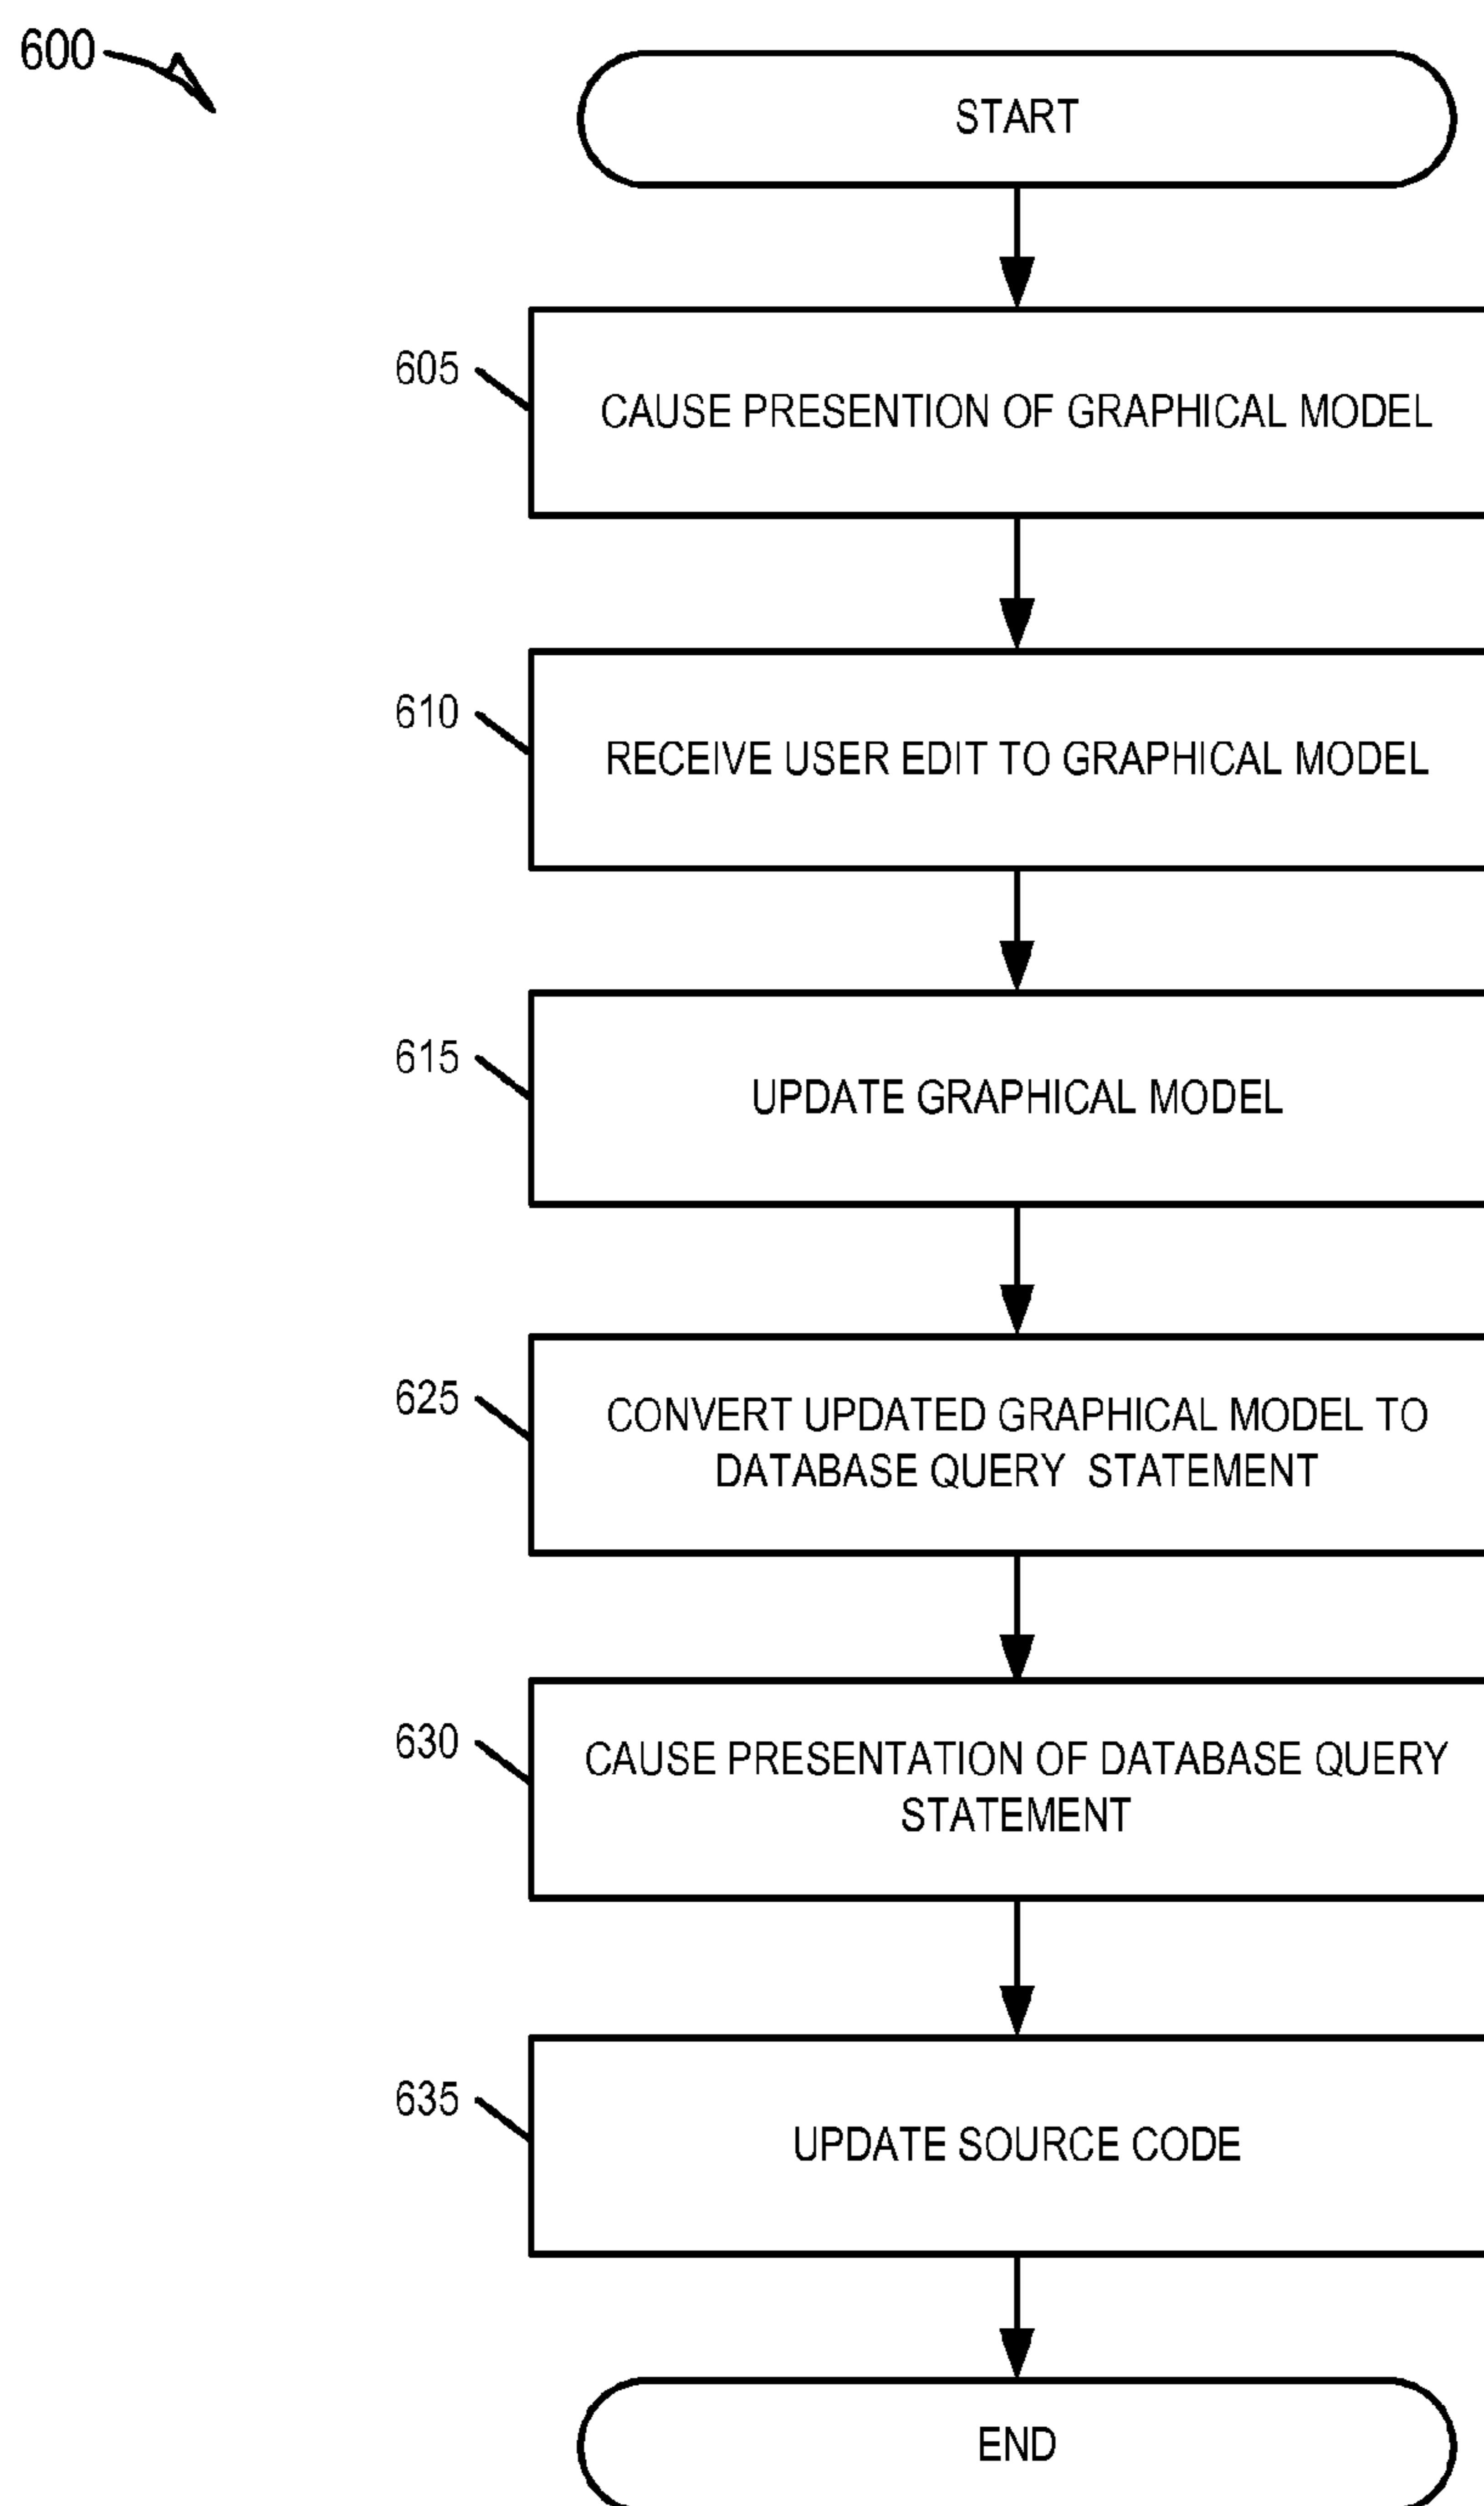 600
START
605
CAUSE PRESENTION OF GRAPHICAL MODEL
610
RECEIVE USER EDIT TO GRAPHICAL MODEL
615
UPDATE GRAPHICAL MODEL
625
CONVERT UPDATED GRAPHICAL MODEL TO
DATABASE QUERY STATEMENT
630
CAUSE PRESENTATION OF DATABASE QUERY
STATEMENT
635
UPDATE SOURCE CODE
END